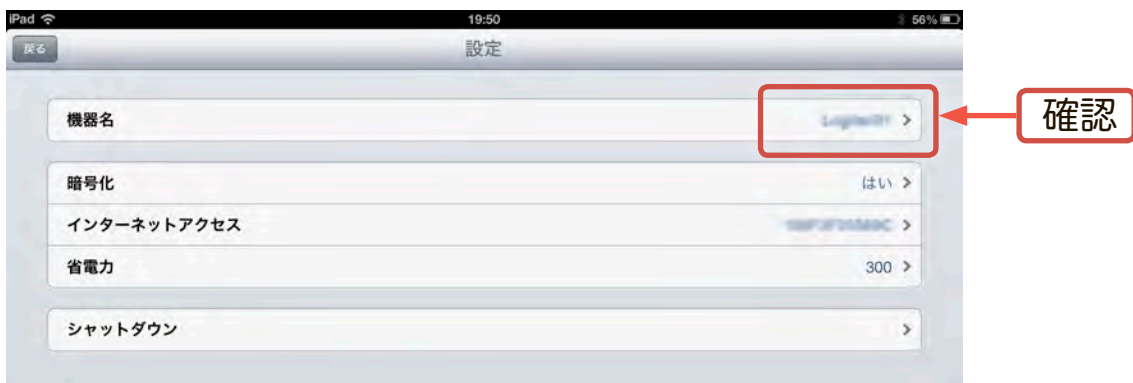 iPad 19:50 56%
戻る 設定
機器名
確認
暗号化 はい
インターネットアクセス
省電力 300
シャットダウン